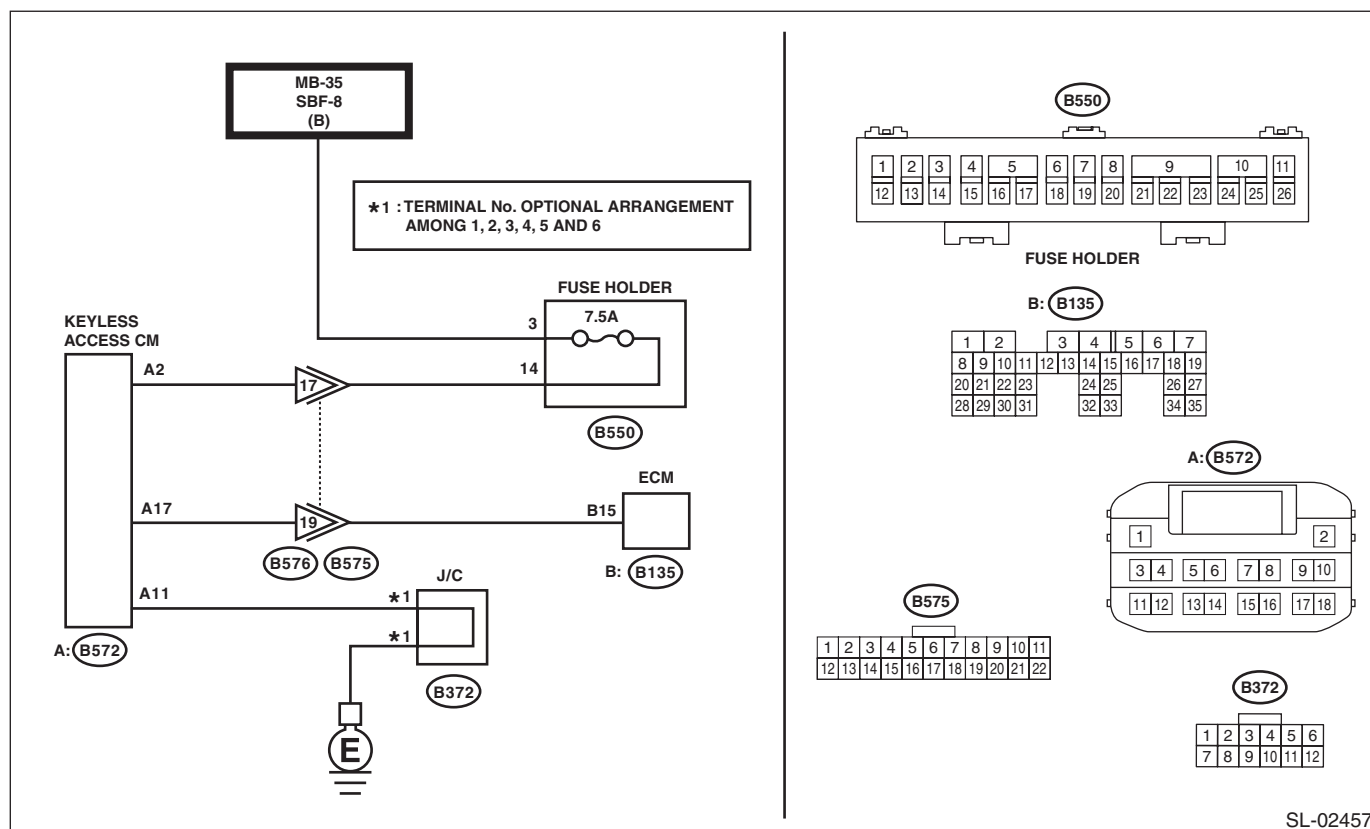 MB-35
SBF-8
(B)
*1 : TERMINAL No. OPTIONAL ARRANGEMENT
AMONG 1, 2, 3, 4, 5 AND 6
FUSE HOLDER
7.5A
3
14
B550
KEYLESS
ACCESS CM
A2
17
A17
19
B576 B575
ECM
B15
B: B135
A11
J/C
*1
*1
B372
A: B572
E
B550
1 2 3 4 5 6 7 8 9 10 11
12 13 14 15 16 17 18 19 20 21 22 23 24 25 26
FUSE HOLDER
B: B135
1 2 3 4 5 6 7
8 9 10 11 12 13 14 15 16 17 18 19
20 21 22 23 24 25 26 27
28 29 30 31 32 33 34 35
A: B572
1 2
3 4 5 6 7 8 9 10
11 12 13 14 15 16 17 18
B575
1 2 3 4 5 6 7 8 9 10 11
12 13 14 15 16 17 18 19 20 21 22
B372
1 2 3 4 5 6
7 8 9 10 11 12
SL-02457